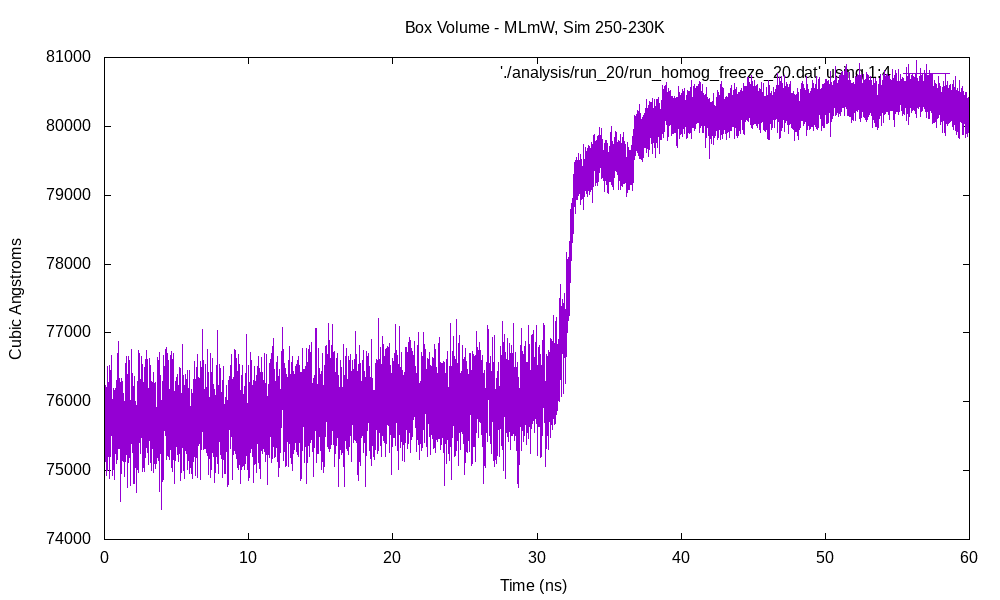 Box Volume - MLmW, Sim 250-230K
81000
'./analysis/run_20/run_homog_freeze_20.dat' using 1:4
80000
79000
78000
77000
76000
75000
74000
Cubic Angstroms
0 10 20 30 40 50 60
Time (ns)